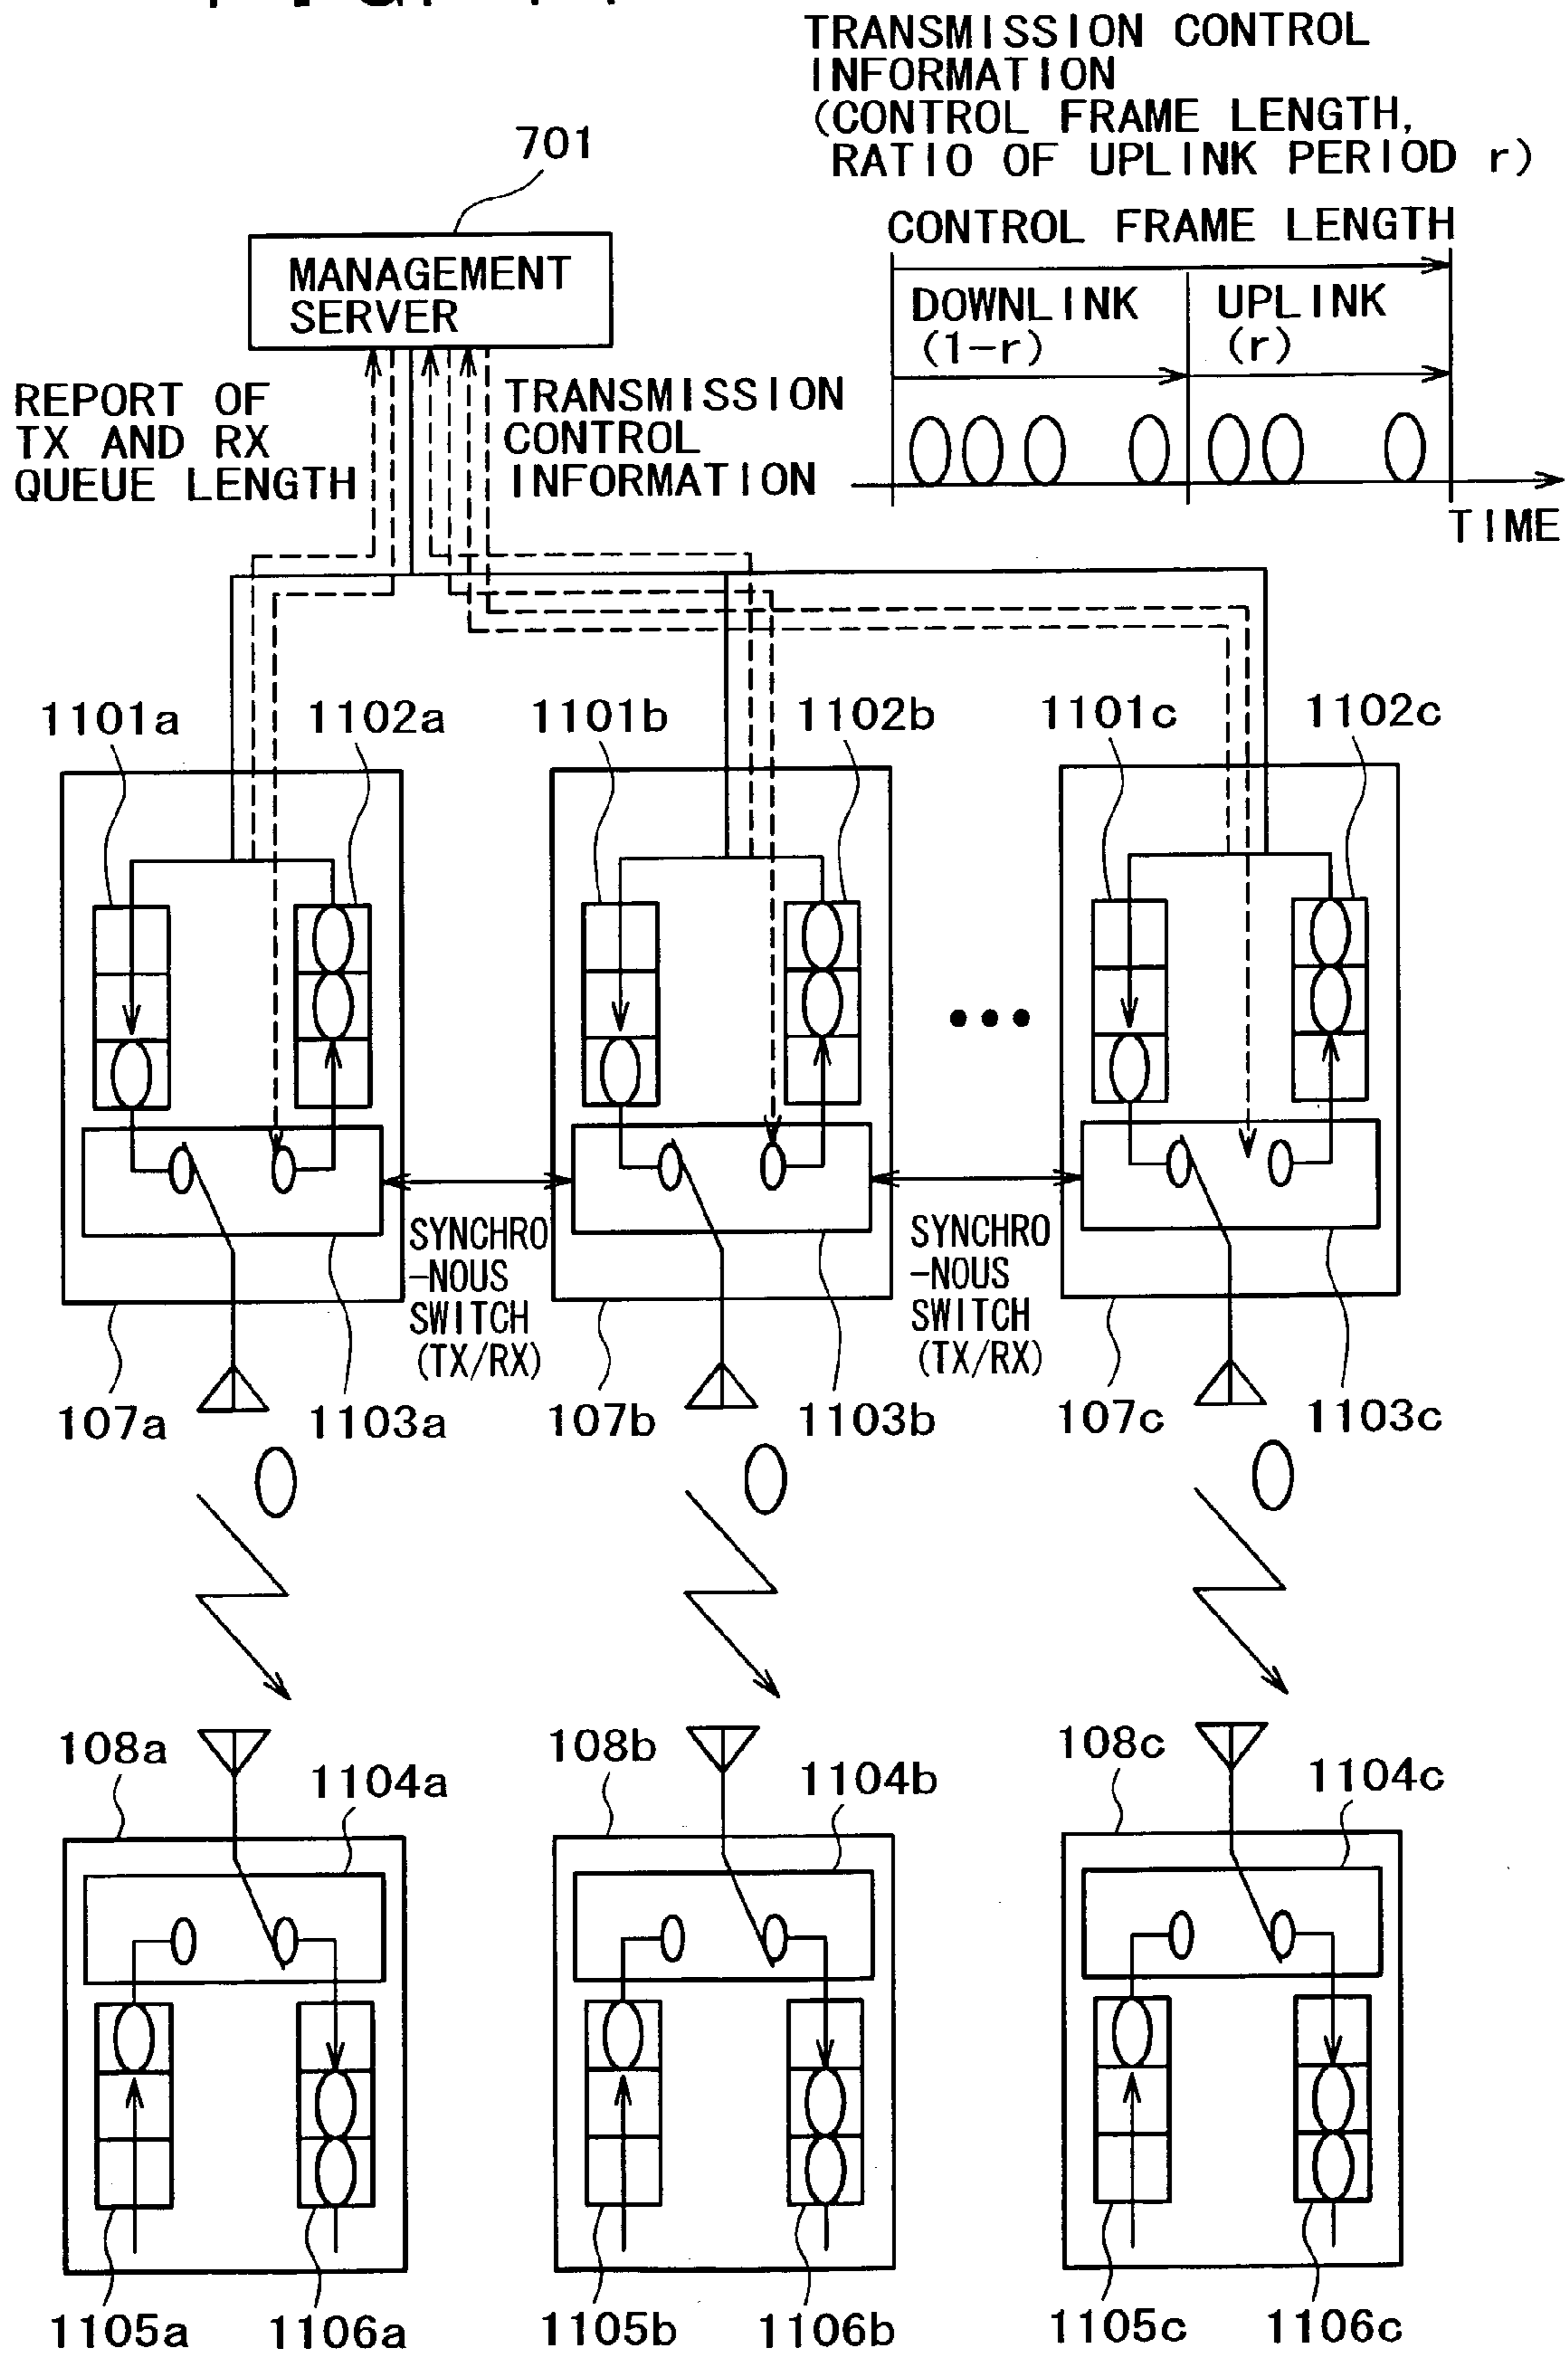 TRANSMISSION CONTROL
INFORMATION
(CONTROL FRAME LENGTH,
RATIO OF UPLINK PERIOD r)
701
CONTROL FRAME LENGTH
MANAGEMENT
SERVER
DOWNLINK
(1-r)
UPLINK
(r)
REPORT OF
TX AND RX
QUEUE LENGTH
TRANSMISSION
CONTROL
INFORMATION
TIME
1101a
1102a
1101b
1102b
1101c
1102c
SYNCHRO
-NOUS
SWITCH
(TX/RX)
SYNCHRO
-NOUS
SWITCH
(TX/RX)
107a
1103a
107b
1103b
107c
1103c
108a
1104a
108b
1104b
108c
1104c
1105a
1106a
1105b
1106b
1105c
1106c